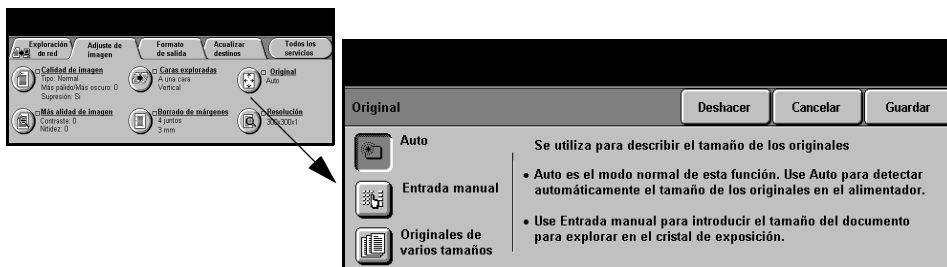 Exploración de red
Adjuste de imagen
Formato de salida
Acualizar destinos
Todos los servicios
Calidad de imagen
Tipo: Normal
Más pálido/Más oscuro: 0
Supresión: Sí
Caras exploradas
A una cara
Vertical
Original
Auto
Más alidad de imagen
Contraste: 0
Nitidez: 0
Borrado de márgenes
4 juntos
3 mm
Resolución
300x300x1
Original
Deshacer
Cancelar
Guardar
Auto
Entrada manual
Originales de
varios tamaños
Se utiliza para describir el tamaño de los originales
• Auto es el modo normal de esta función. Use Auto para detectar
automáticamente el tamaño de los originales en el alimentador.
• Use Entrada manual para introducir el tamaño del documento
para explorar en el cristal de exposición.